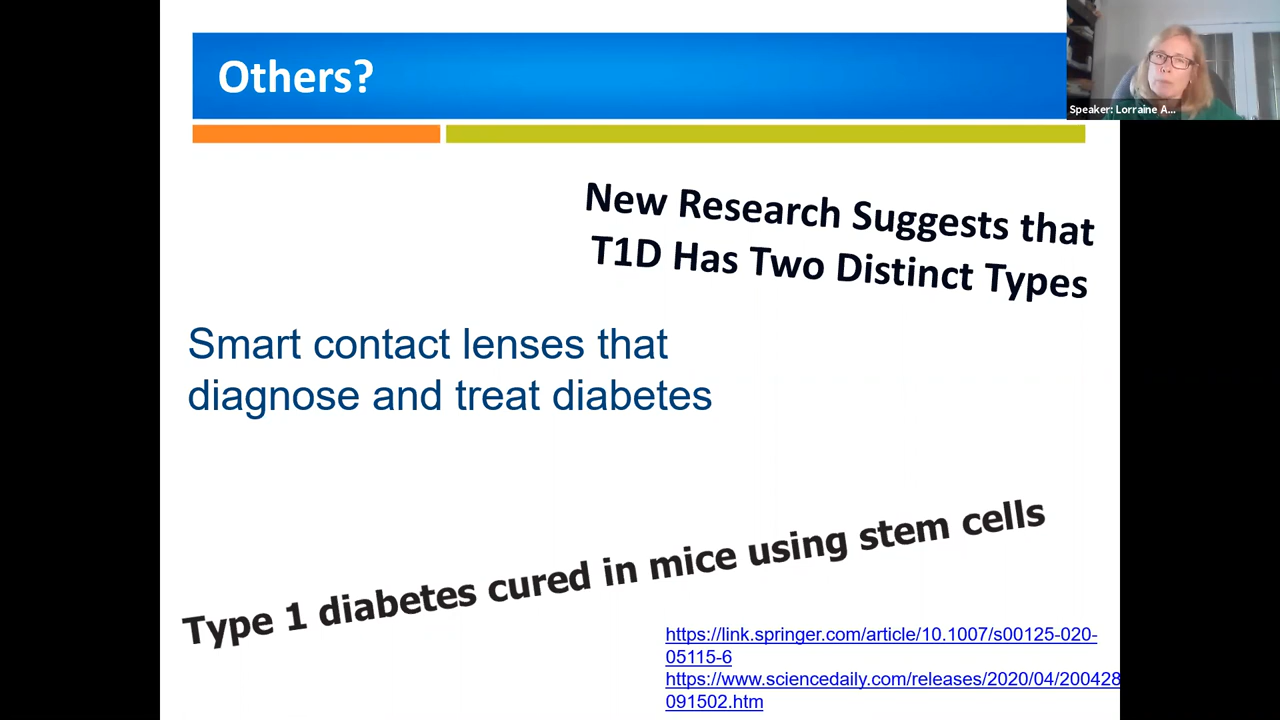 Others?
Speaker: Lorraine A...
New Research Suggests that
T1D Has Two Distinct Types
Smart contact lenses that
diagnose and treat diabetes
Type 1 diabetes cured in mice using stem cells
https://link.springer.com/article/10.1007/s00125-020-
05115-6
https://www.sciencedaily.com/releases/2020/04/200428
091502.htm